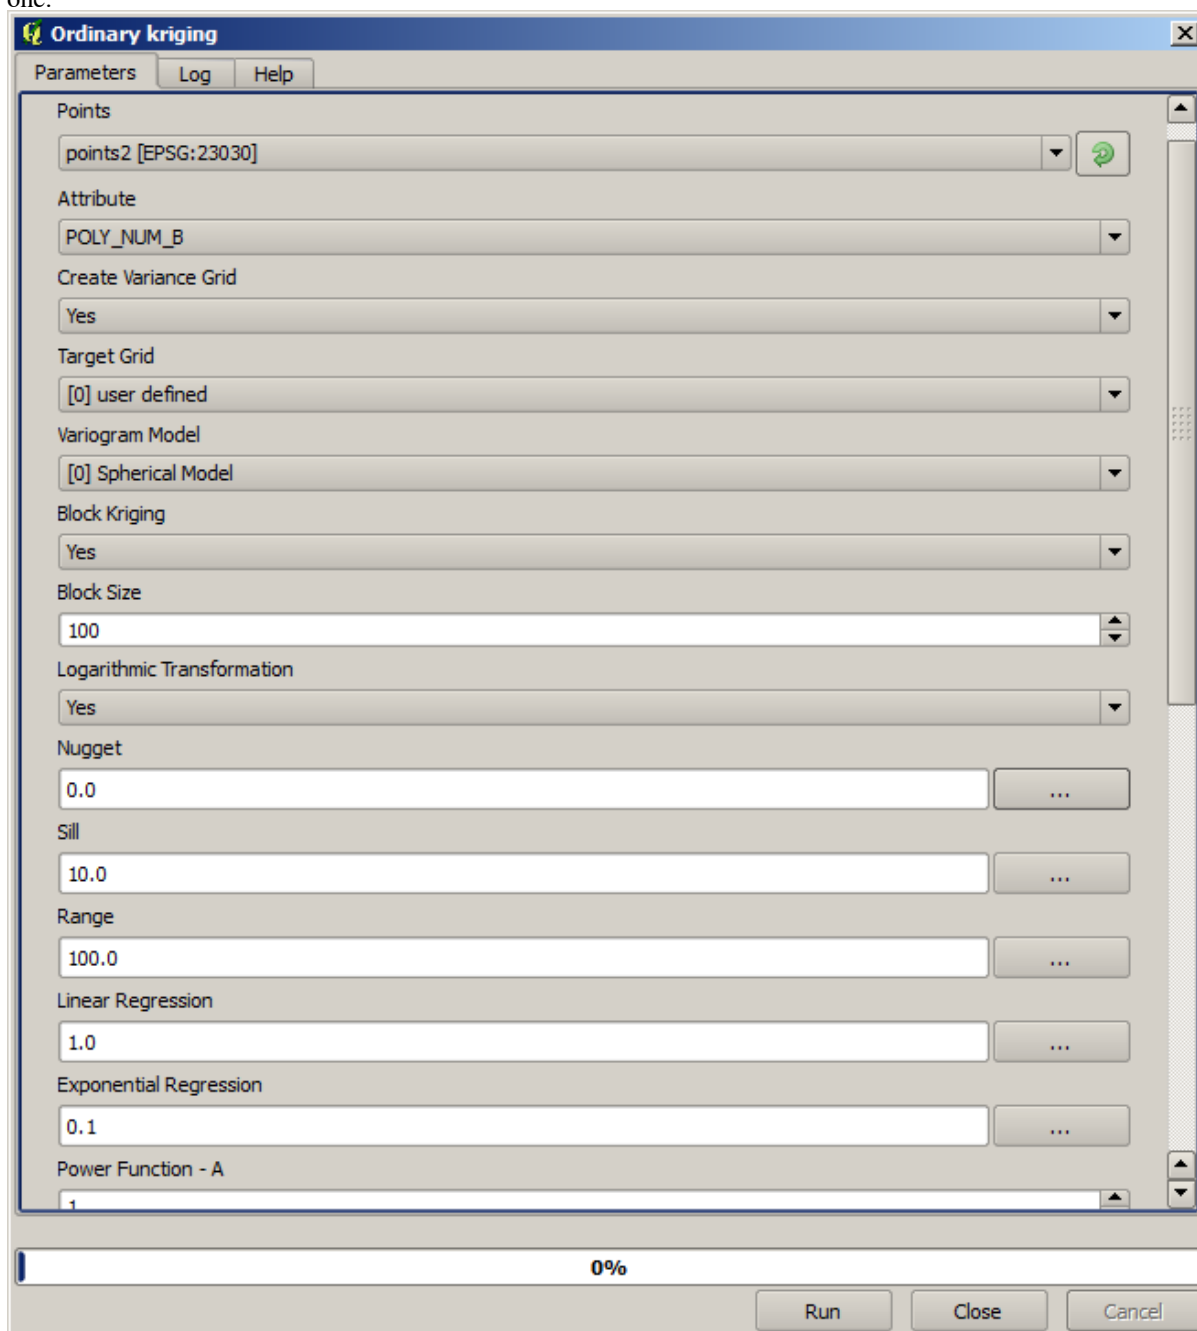 one.
Ordinary kriging
Parameters Log Help
Points
points2 [EPSG:23030]
Attribute
POLY_NUM_B
Create Variance Grid
Yes
Target Grid
[0] user defined
Variogram Model
[0] Spherical Model
Block Kriging
Yes
Block Size
100
Logarithmic Transformation
Yes
Nugget
0.0 ...
Sill
10.0 ...
Range
100.0 ...
Linear Regression
1.0 ...
Exponential Regression
0.1 ...
Power Function - A
1
0%
Run Close Cancel